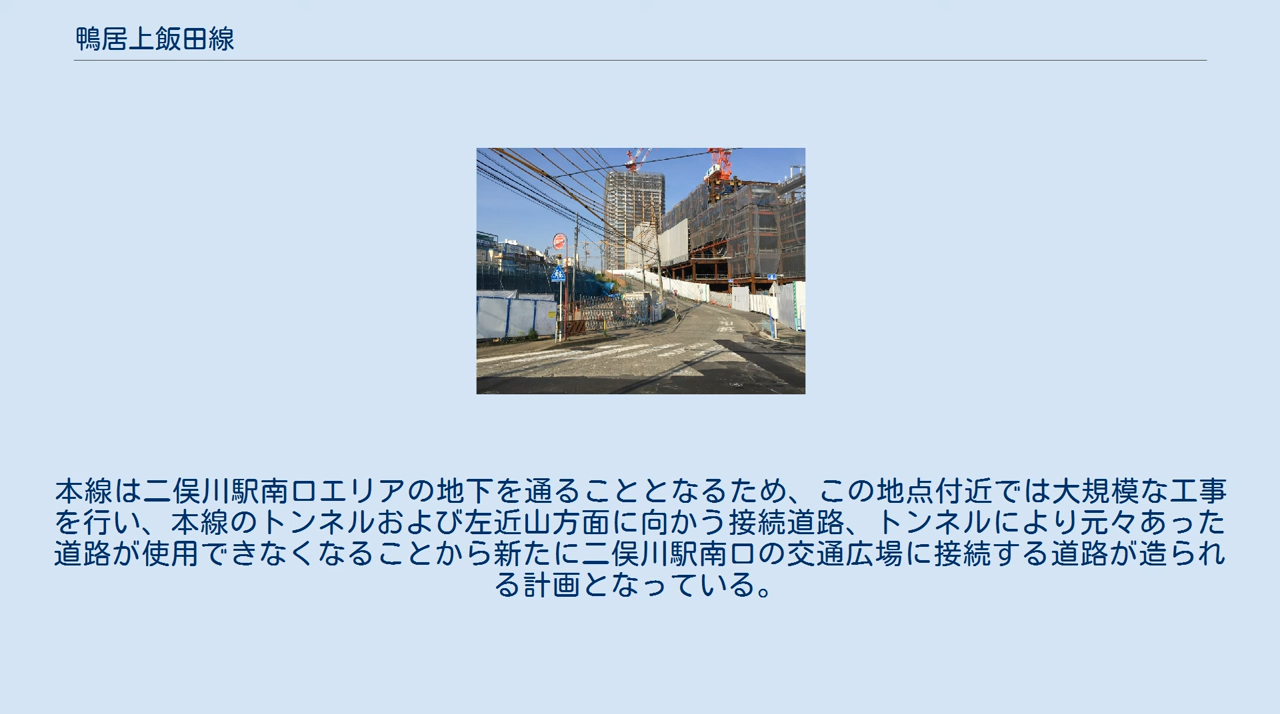 鴨居上飯田線
本線は二俣川駅南口エリアの地下を通ることとなるため、この地点付近では大規模な工事
を行い、本線のトンネルおよび左近山方面に向かう接続道路、トンネルにより元々あった
道路が使用できなくなることから新たに二俣川駅南口の交通広場に接続する道路が造られ
る計画となっている。